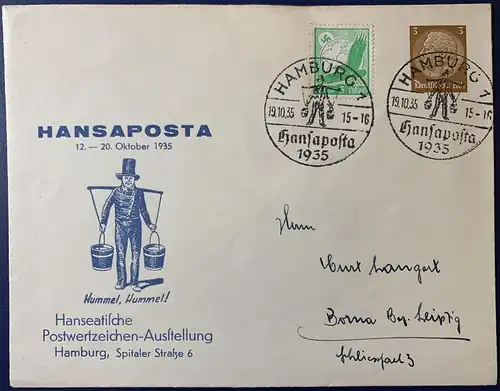 HANSAPOSTA
12. — 20. Oktober 1935
Hummel, Hummel!
Hanseatiſche
Poſtwertzeichen-Ausſtellung
Hamburg, Spitaler Straße 6
HAMBURG 1
19.10.35 15-16
Hanſapoſta
1935
3
3 3
Deutſches Reich
HAMBURG 1
19.10.35 15-16
Hanſapoſta
1935
Herrn
Curt Langert
Borna Bez. Leipzig